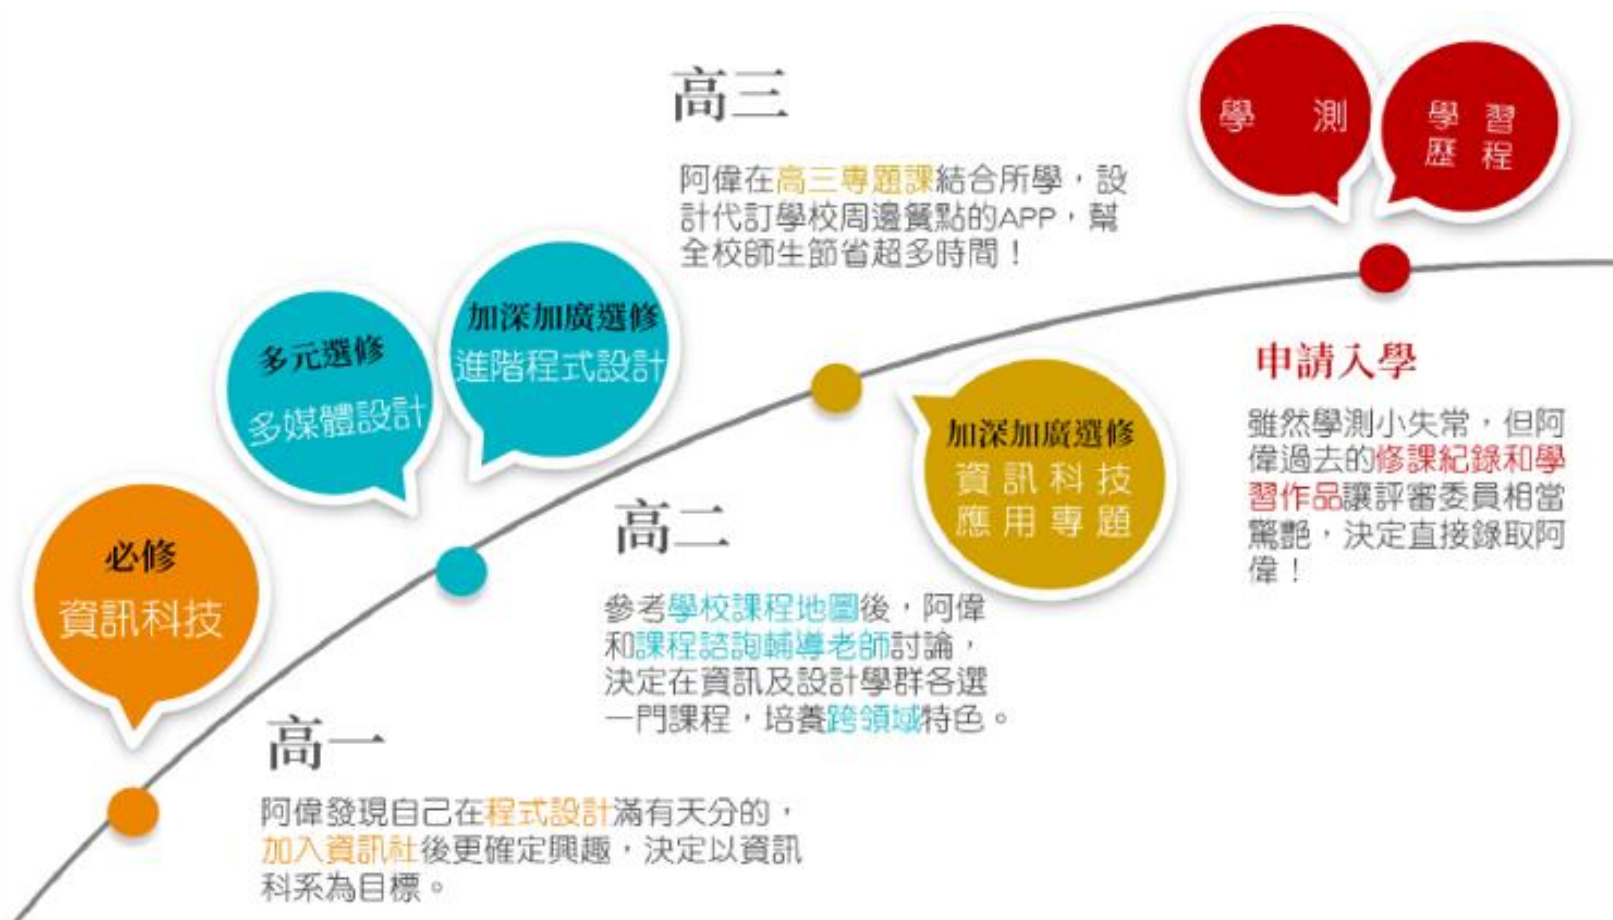 必修
資訊科技
高一
阿偉發現自己在程式設計滿有天分的，
加入資訊社後更確定興趣，決定以資訊
科系為目標。
多元選修
多媒體設計
加深加廣選修
進階程式設計
高二
參考學校課程地圖後，阿偉
和課程諮詢輔導老師討論，
決定在資訊及設計學群各選
一門課程，培養跨領域特色。
高三
阿偉在高三專題課結合所學，設
計代訂學校周邊餐點的APP，幫
全校師生節省超多時間！
加深加廣選修
資訊科技
應用專題
學測
學習
歷程
申請入學
雖然學測小失常，但阿
偉過去的修課紀錄和學
習作品讓評審委員相當
驚艷，決定直接錄取阿
偉！